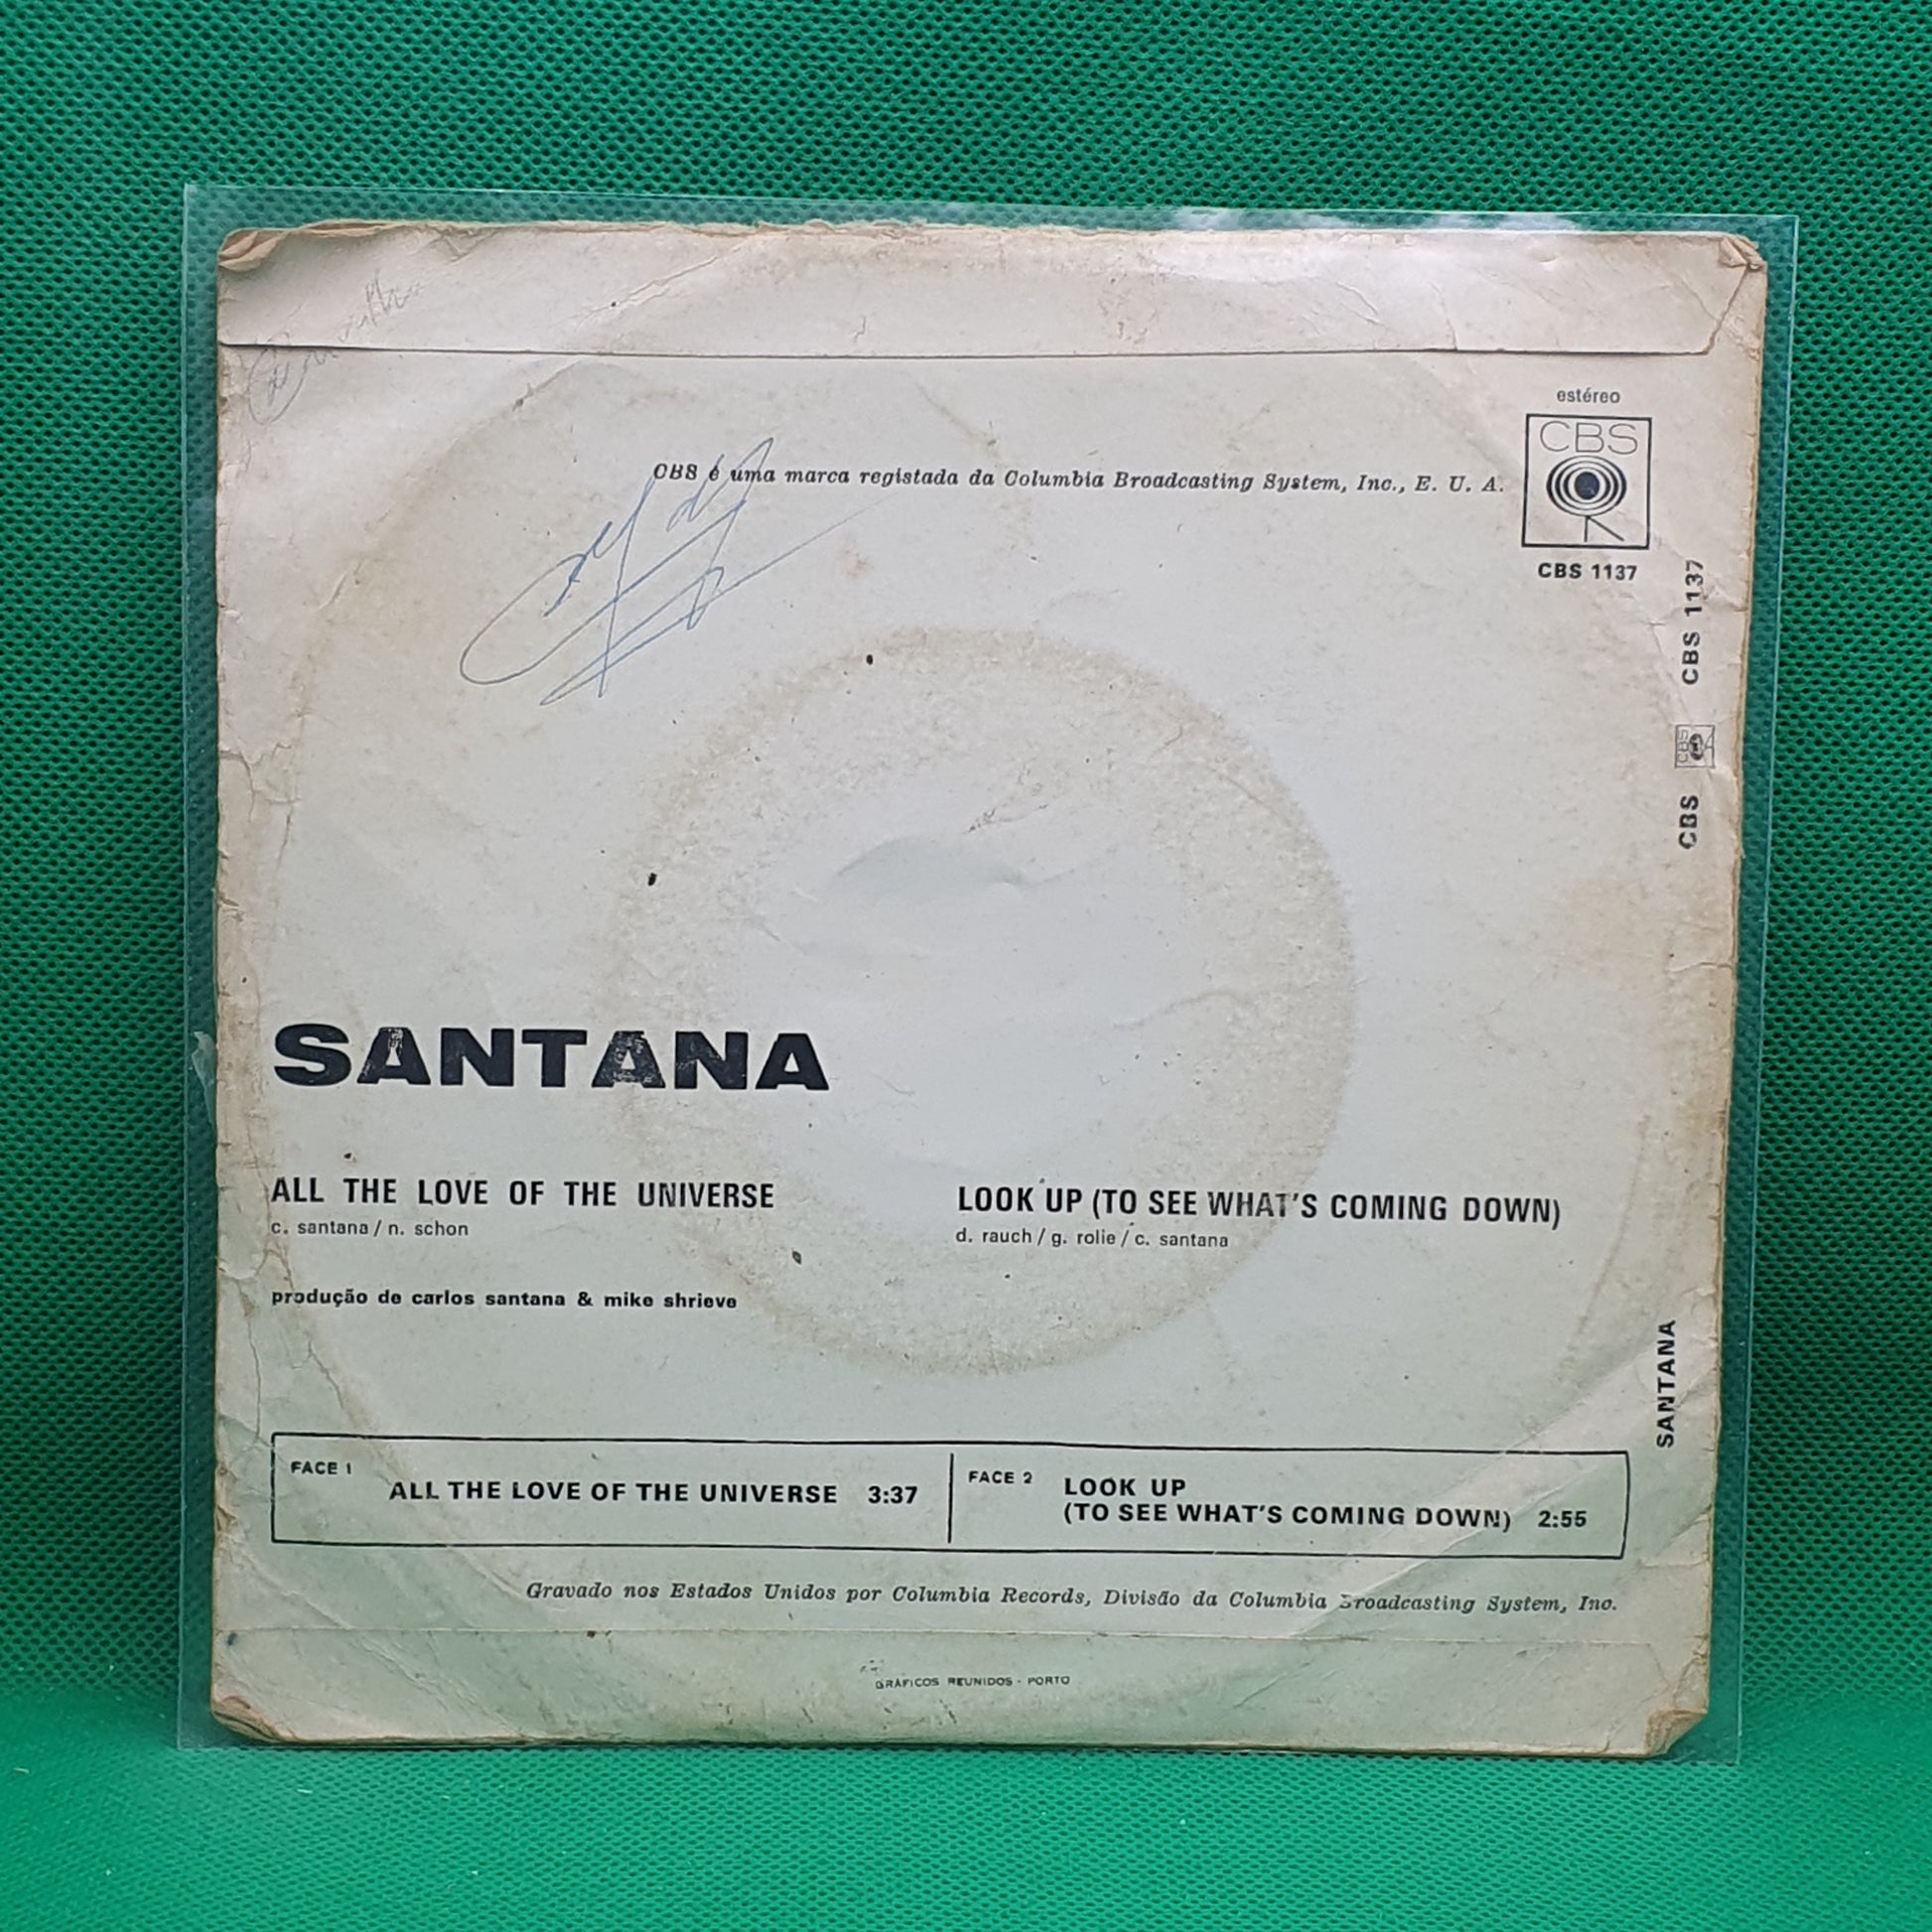 estéreo
CBS
CBS é uma marca registada da Columbia Broadcasting System, Inc., E. U. A.
CBS 1137
CBS CBS CBS 1137
SANTANA
ALL THE LOVE OF THE UNIVERSE
c. santana / n. schon
LOOK UP (TO SEE WHAT'S COMING DOWN)
d. rauch / g. rolie / c. santana
produção de carlos santana & mike shrieve
SANTANA
FACE 1
ALL THE LOVE OF THE UNIVERSE 3:37
FACE 2
LOOK UP
(TO SEE WHAT'S COMING DOWN) 2:55
Gravado nos Estados Unidos por Columbia Records, Divisão da Columbia Broadcasting System, Inc.
GRÁFICOS REUNIDOS - PORTO